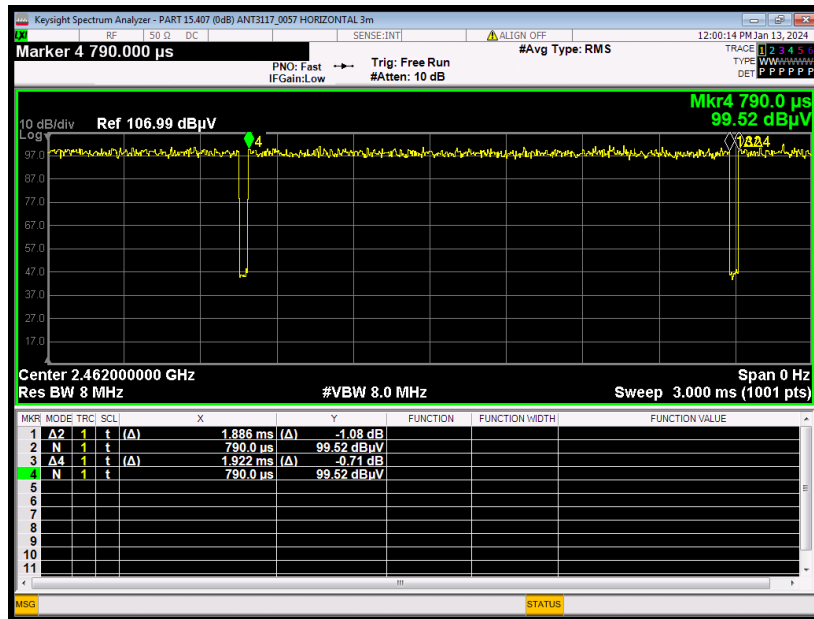 Keysight Spectrum Analyzer - PART 15.407 (0dB) ANT3117_0057 HORIZONTAL 3m
RF 50 Ω DC SENSE:INT ALIGN OFF 12:00:14 PM Jan 13, 2024
Marker 4 790.000 µs
PNO: Fast
IFGain:Low
Trig: Free Run
#Atten: 10 dB
#Avg Type: RMS
TRACE 1 2 3 4 5 6
TYPE WWWWWW
DET P P P P P P
Mkr4 790.0 µs
99.52 dBµV
10 dB/div Ref 106.99 dBµV
Log
4
97.0
87.0
77.0
67.0
57.0
47.0
37.0
27.0
17.0
Center 2.462000000 GHz Span 0 Hz
Res BW 8 MHz #VBW 8.0 MHz Sweep 3.000 ms (1001 pts)
MKR MODE TRC SCL X Y FUNCTION FUNCTION WIDTH FUNCTION VALUE
1 Δ2 1 t (Δ) 1.886 ms (Δ) -1.08 dB
2 N 1 t 790.0 µs 99.52 dBµV
3 Δ4 1 t (Δ) 1.922 ms (Δ) -0.71 dB
4 N 1 t 790.0 µs 99.52 dBµV
5
6
7
8
9
10
11
MSG STATUS